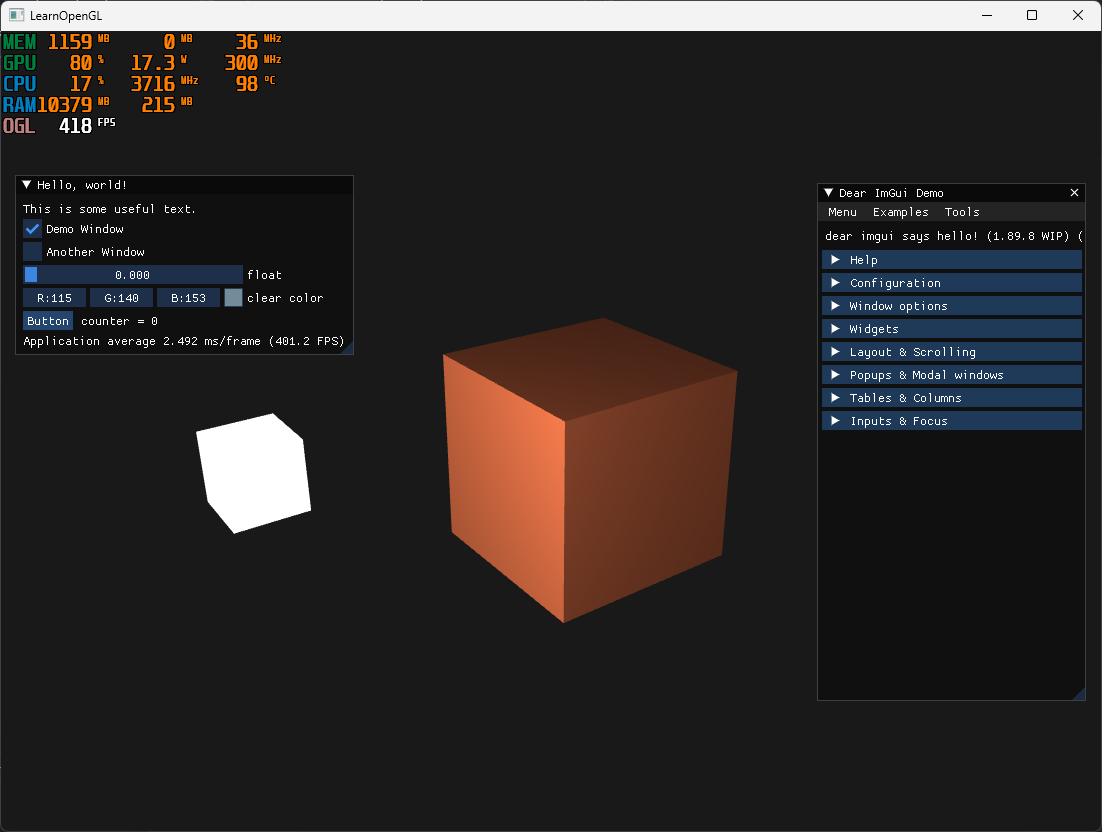 LearnOpenGL
MEM 1159 MB 0 MB 36 MHz
GPU 80 % 17.3 W 300 MHz
CPU 17 % 3716 MHz 98 °C
RAM 10379 MB 215 MB
OGL 418 FPS
Hello, world!
This is some useful text.
Demo Window
Another Window
0.000 float
R:115 G:140 B:153 clear color
Button counter = 0
Application average 2.492 ms/frame (401.2 FPS)
Dear ImGui Demo
Menu Examples Tools
dear imgui says hello! (1.89.8 WIP) (
Help
Configuration
Window options
Widgets
Layout & Scrolling
Popups & Modal windows
Tables & Columns
Inputs & Focus